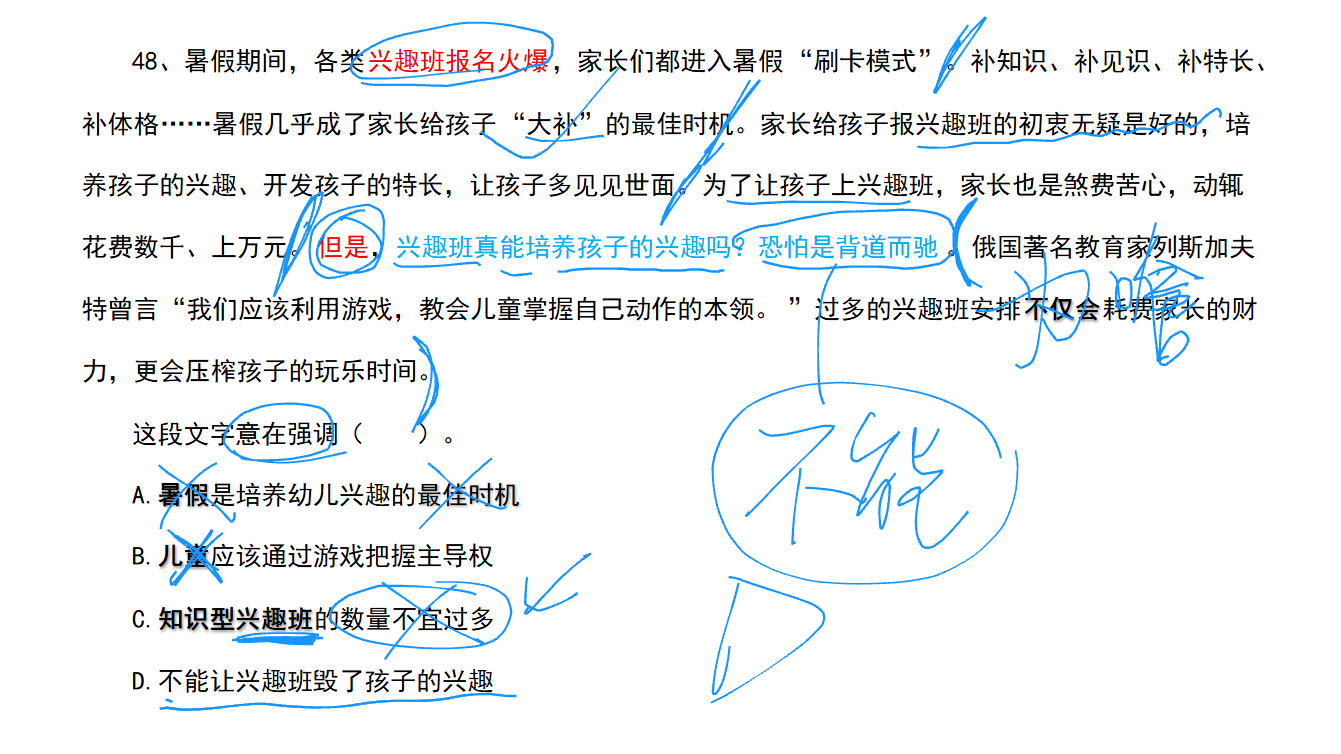 48、暑假期间，各类兴趣班报名火爆，家长们都进入暑假“刷卡模式”。补知识、补见识、补特长、
补体格……暑假几乎成了家长给孩子“大补”的最佳时机。家长给孩子报兴趣班的初衷无疑是好的，培
养孩子的兴趣、开发孩子的特长，让孩子多见见世面。为了让孩子上兴趣班，家长也是煞费苦心，动辄
花费数千、上万元。但是，兴趣班真能培养孩子的兴趣吗？恐怕是背道而驰。俄国著名教育家列斯加夫
特曾言“我们应该利用游戏，教会儿童掌握自己动作的本领。”过多的兴趣班安排不仅会耗费家长的财
力，更会压榨孩子的玩乐时间。
这段文字意在强调（ ）。
A.暑假是培养幼儿兴趣的最佳时机
B.儿童应该通过游戏把握主导权
C.知识型兴趣班的数量不宜过多
D.不能让兴趣班毁了孩子的兴趣
不能
D